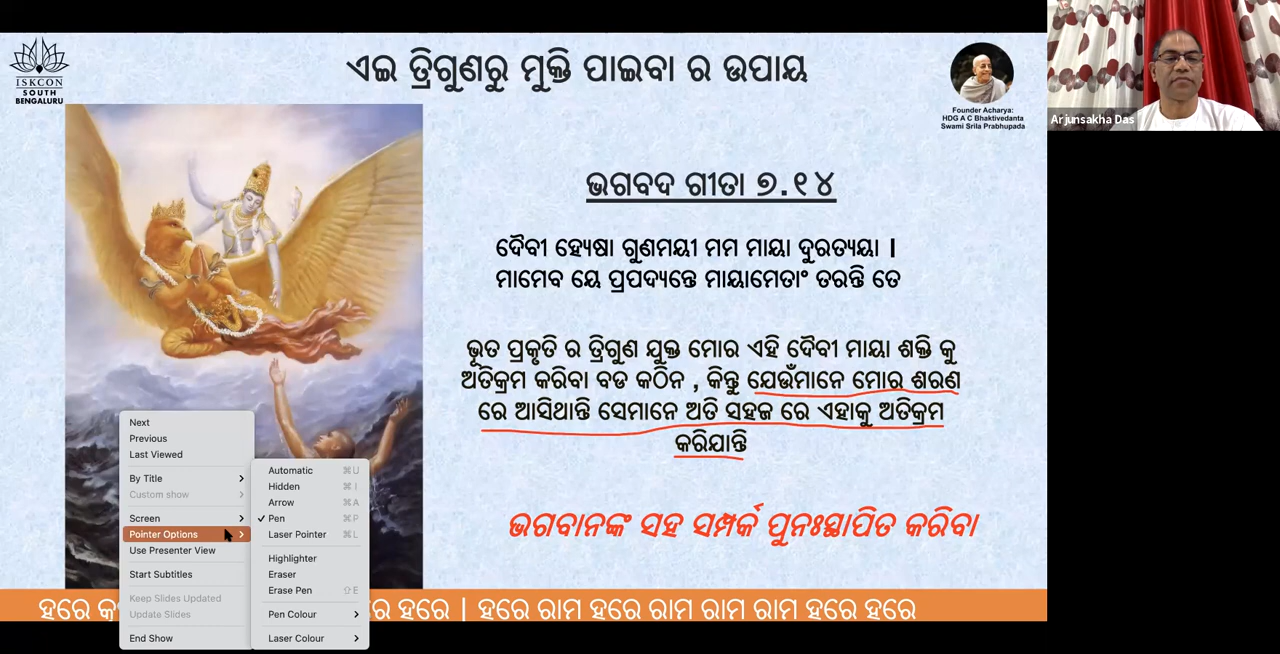 ଏଇ ତ୍ରିଗୁଣରୁ ମୁକ୍ତି ପାଇବା ର ଉପାୟ
ISKCON
SOUTH
BENGALURU
Founder Acharya:
HDG A C Bhaktivedanta
Swami Srila Prabhupada
Arjunsakha Das
ଭଗବଦ ଗୀତା ୭.୧୪
ଦୈବୀ ହ୍ୟେଷା ଗୁଣମୟୀ ମମ ମାୟା ଦୁରତ୍ୟୟା |
ମାମେବ ୟେ ପ୍ରପଦ୍ୟନ୍ତେ ମାୟାମେତାଂ ତରନ୍ତି ତେ
ଭୂତ ପ୍ରକୃତି ର ତ୍ରିଗୁଣ ଯୁକ୍ତ ମୋର ଏହି ଦୈବୀ ମାୟା ଶକ୍ତି କୁ
ଅତିକ୍ରମ କରିବା ବଡ କଠିନ , କିନ୍ତୁ ଯେଉଁମାନେ ମୋର ଶରଣ
ରେ ଆସିଥାନ୍ତି ସେମାନେ ଅତି ସହଜ ରେ ଏହାକୁ ଅତିକ୍ରମ
କରିଯାନ୍ତି
ଭଗବାନଙ୍କ ସହ ସମ୍ପର୍କ ପୁନଃସ୍ଥାପିତ କରିବା
Next
Previous
Last Viewed
By Title
Custom show
Screen
Pointer Options
Use Presenter View
Start Subtitles
Keep Slides Updated
Update Slides
End Show
Automatic ⌘U
Hidden ⌘I
Arrow ⌘A
✓ Pen ⌘P
Laser Pointer ⌘L
Highlighter
Eraser
Erase Pen ⇧E
Pen Colour
Laser Colour
ହରେ ହରେ | ହରେ ରାମ ହରେ ରାମ ରାମ ରାମ ହରେ ହରେ